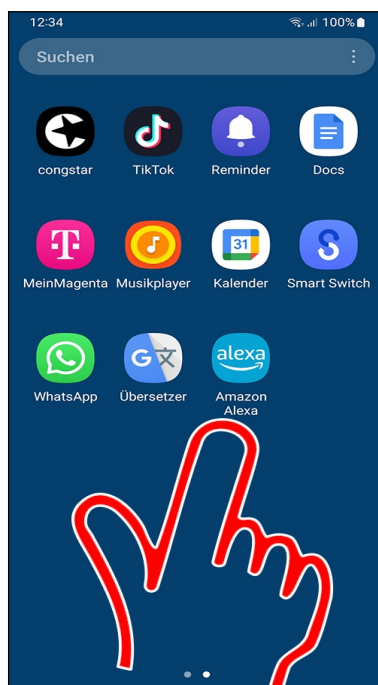 12:34 100%
Suchen
congstar TikTok Reminder Docs
T 31 S
MeinMagenta Musikplayer Kalender Smart Switch
G 文 alexa
WhatsApp Übersetzer Amazon
Alexa